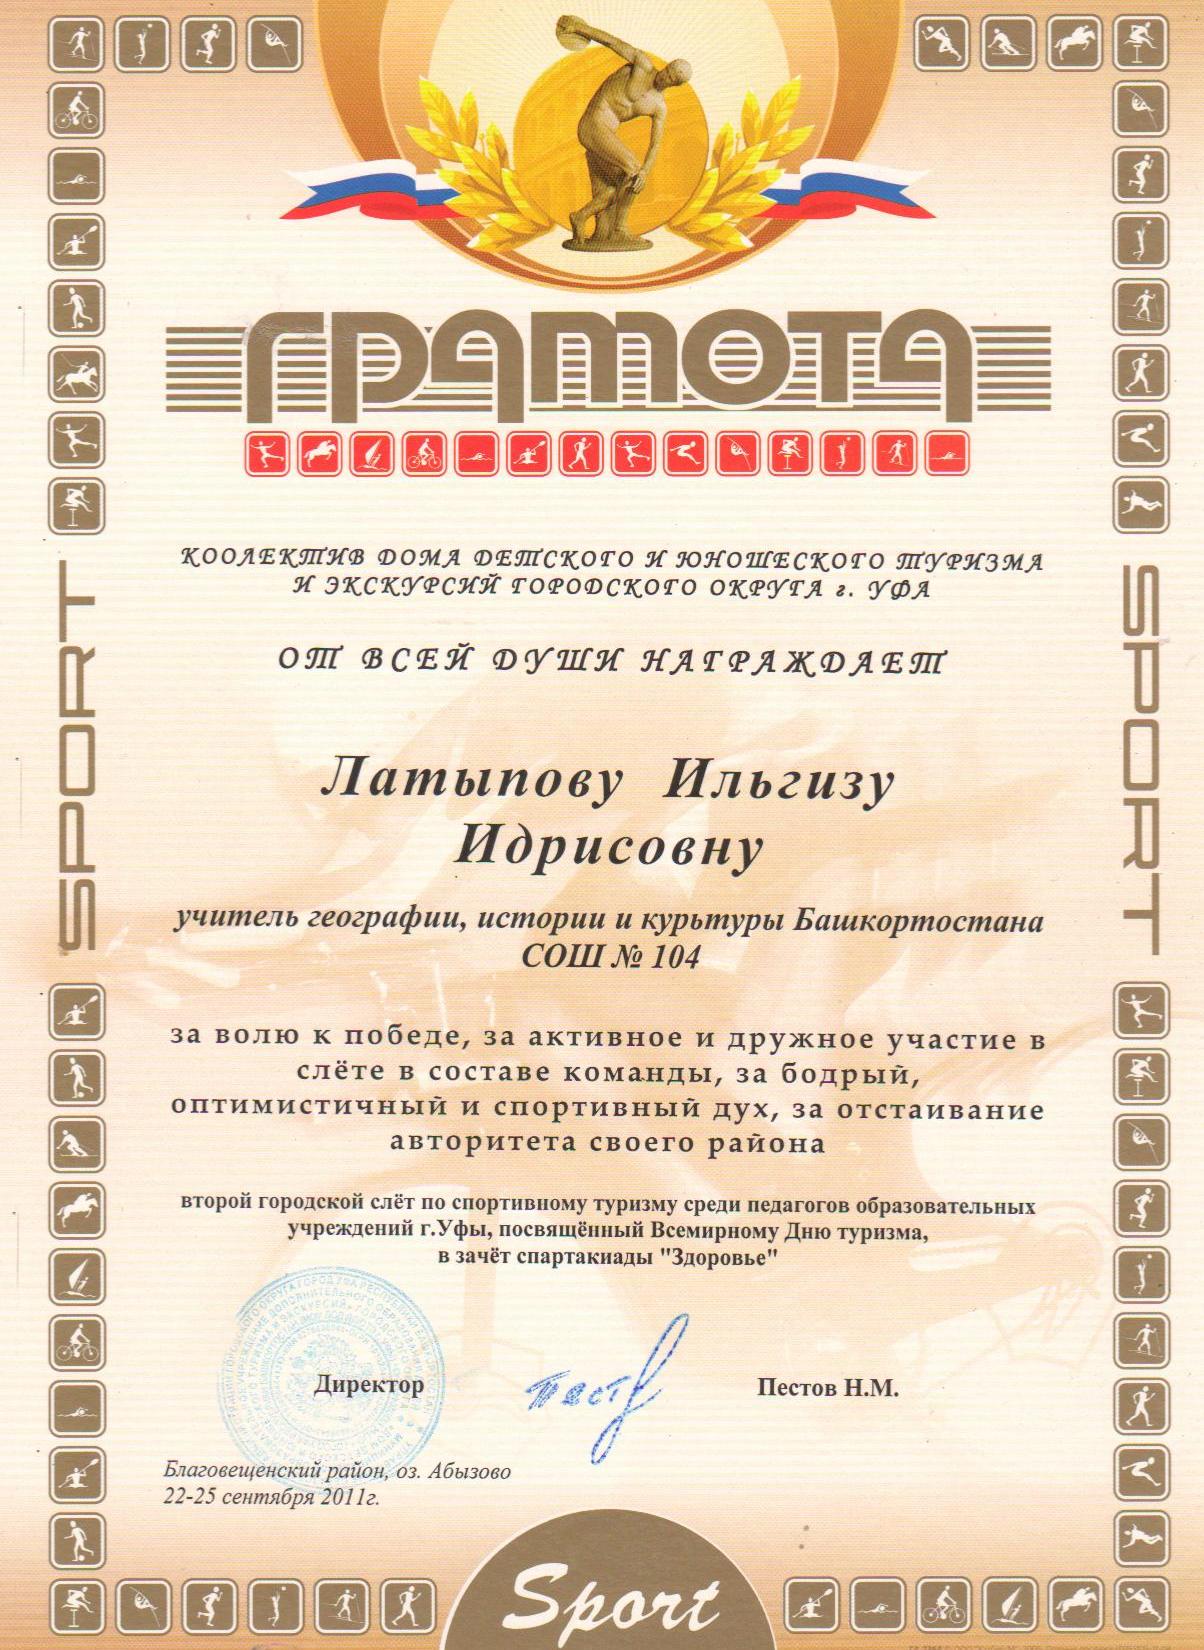 ГРАМОТА
КООЛЕКТИВ ДОМА ДЕТСКОГО И ЮНОШЕСКОГО ТУРИЗМА
И ЭКСКУРСИЙ ГОРОДСКОГО ОКРУГА г. УФА
ОТ ВСЕЙ ДУШИ НАГРАЖДАЕТ
SPORT
SPORT
Латыпову Ильгизу
Идрисовну
учитель географии, истории и курьтуры Башкортостана
СОШ № 104
за волю к победе, за активное и дружное участие в
слёте в составе команды, за бодрый,
оптимистичный и спортивный дух, за отстаивание
авторитета своего района
второй городской слёт по спортивному туризму среди педагогов образовательных
учреждений г.Уфы, посвящённый Всемирному Дню туризма,
в зачёт спартакиады "Здоровье"
Директор
Пестов Н.М.
Благовещенский район, оз. Абызово
22-25 сентября 2011г.
Sport